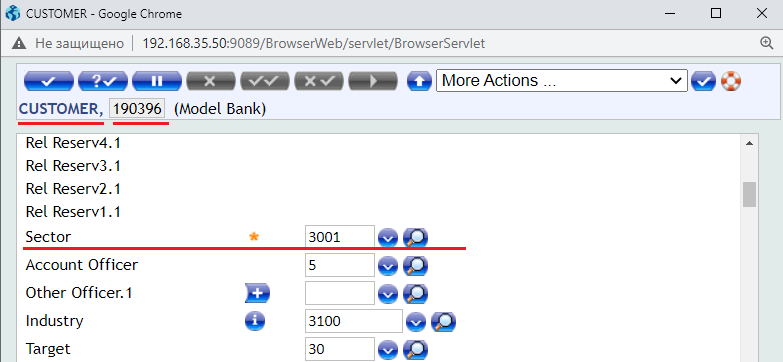 CUSTOMER - Google Chrome
Не защищено 192.168.35.50:9089/BrowserWeb/servlet/BrowserServlet
More Actions ...
CUSTOMER, 190396 (Model Bank)
Rel Reserv4.1
Rel Reserv3.1
Rel Reserv2.1
Rel Reserv1.1
Sector * 3001
Account Officer 5
Other Officer.1
Industry 3100
Target 30